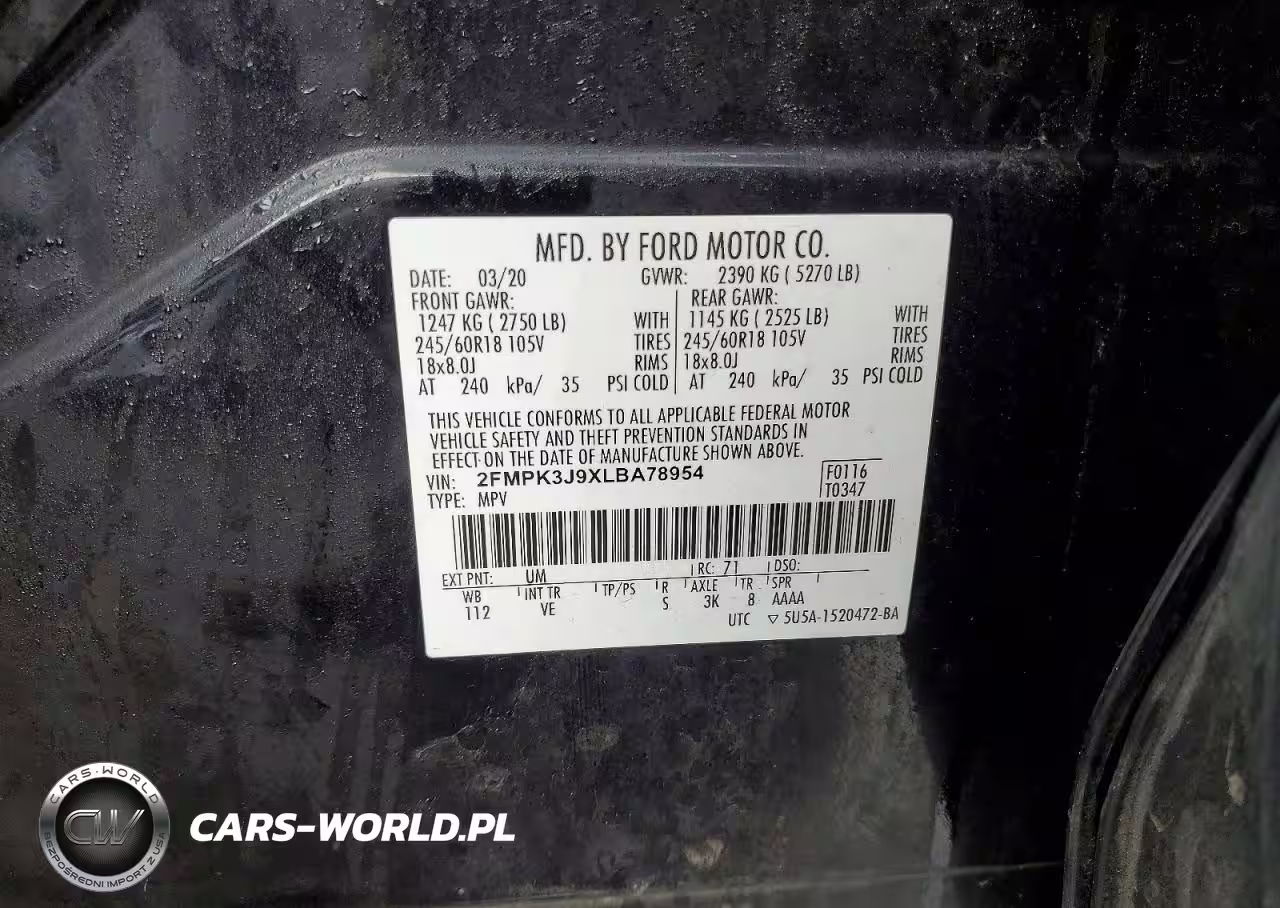 MFD. BY FORD MOTOR CO.
DATE: 03/20 GVWR: 2390 KG ( 5270 LB)
FRONT GAWR: REAR GAWR:
1247 KG ( 2750 LB) WITH 1145 KG ( 2525 LB) WITH
245/60R18 105V TIRES 245/60R18 105V TIRES
18x8.0J RIMS 18x8.0J RIMS
AT 240 kPa/ 35 PSI COLD AT 240 kPa/ 35 PSI COLD
THIS VEHICLE CONFORMS TO ALL APPLICABLE FEDERAL MOTOR
VEHICLE SAFETY AND THEFT PREVENTION STANDARDS IN
EFFECT ON THE DATE OF MANUFACTURE SHOWN ABOVE.
VIN: 2FMPK3J9XLBA78954 F0116
TYPE: MPV T0347
EXT PNT: UM RC: 71 DSO:
WB INT TR TP/PS R AXLE TR SPR
112 VE S 3K 8 AAAA
UTC ▽ 5U5A-1520472-BA
CARS-WORLD
CW
BEZPOŚREDNI IMPORT Z USA
CARS-WORLD.PL